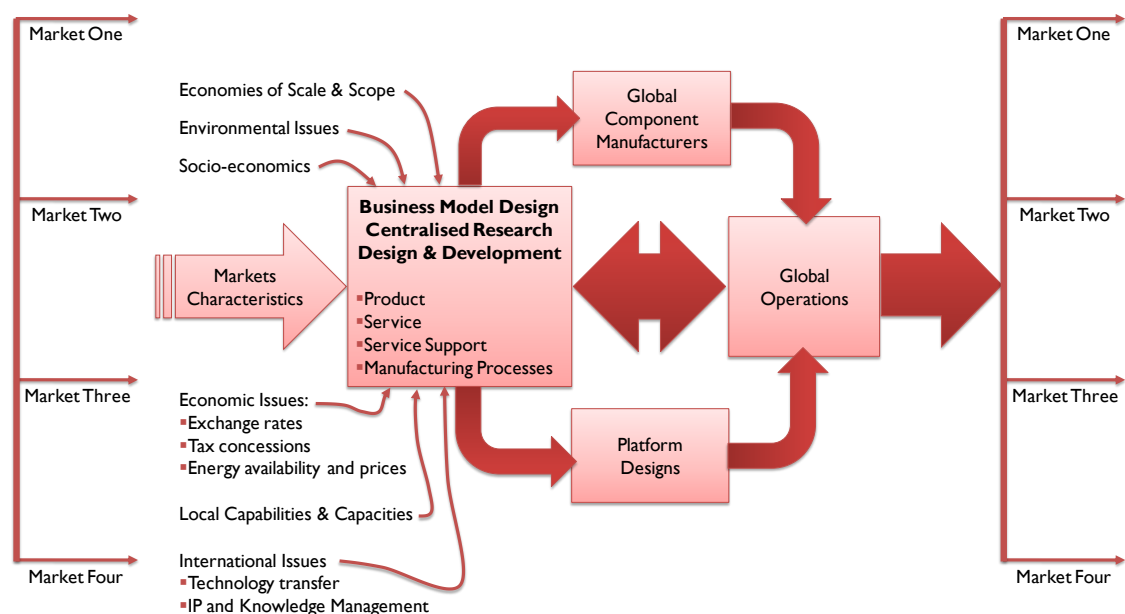 Market One
Market Two
Market Three
Market Four
Economies of Scale & Scope
Environmental Issues
Socio-economics
Markets
Characteristics
Business Model Design
Centralised Research
Design & Development
▪Product
▪Service
▪Service Support
▪Manufacturing Processes
Economic Issues:
▪Exchange rates
▪Tax concessions
▪Energy availability and prices
Local Capabilities & Capacities
International Issues
▪Technology transfer
▪IP and Knowledge Management
Global
Component
Manufacturers
Platform
Designs
Global
Operations
Market One
Market Two
Market Three
Market Four